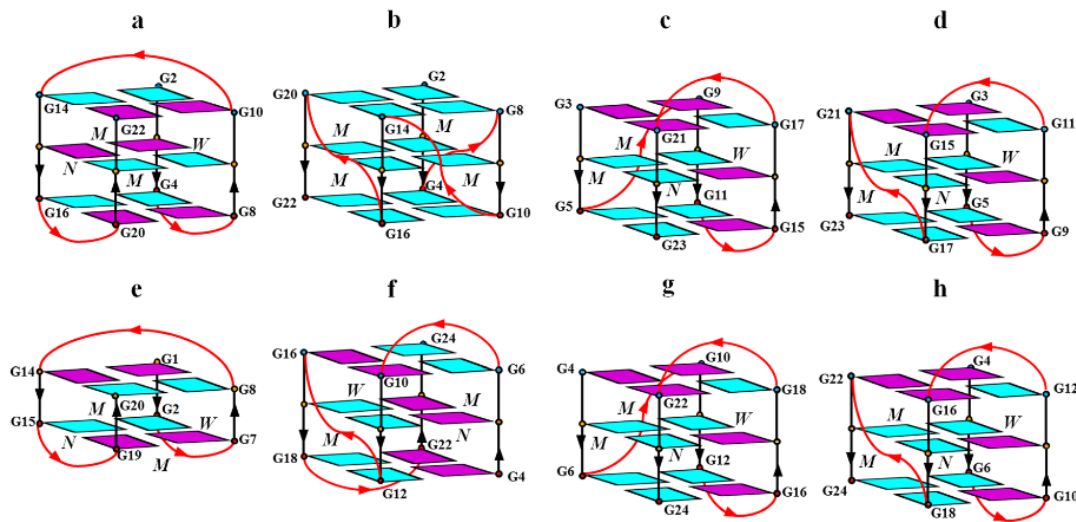 a b c d
G2 G14 G10 M G22 W N M G4 G16 G8 G20
G2 G20 G8 M G14 M M G4 G22 G10 G16
G9 G3 G17 M G21 W M N G11 G5 G15 G23
G3 G21 G11 G15 M W M N G5 G23 G9 G17
e f g h
G1 G14 G8 G20 M G2 W G15 N G7 G19 M
G24 G16 G6 G10 W M M N G22 G18 G4 G12
G10 G4 G18 M G22 W M N G12 G6 G16 G24
G4 G22 G12 G16 M W M N G6 G24 G10 G18